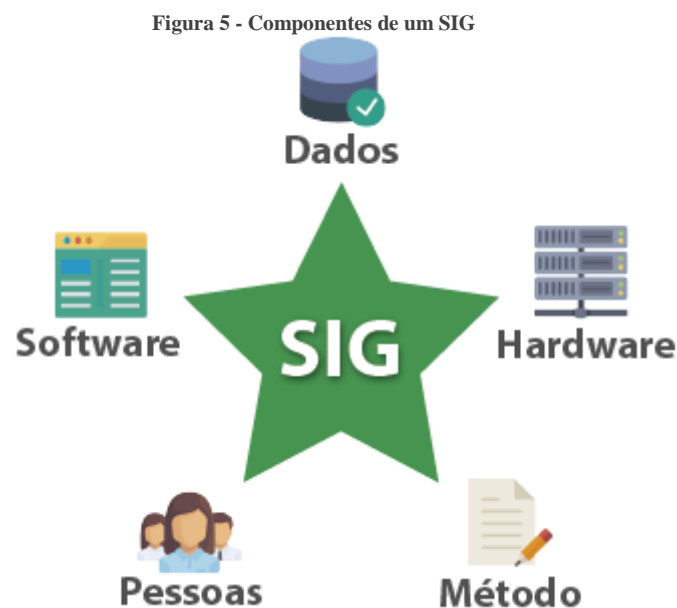 Figura 5 - Componentes de um SIG
Dados
Software
SIG
Hardware
Pessoas
Método